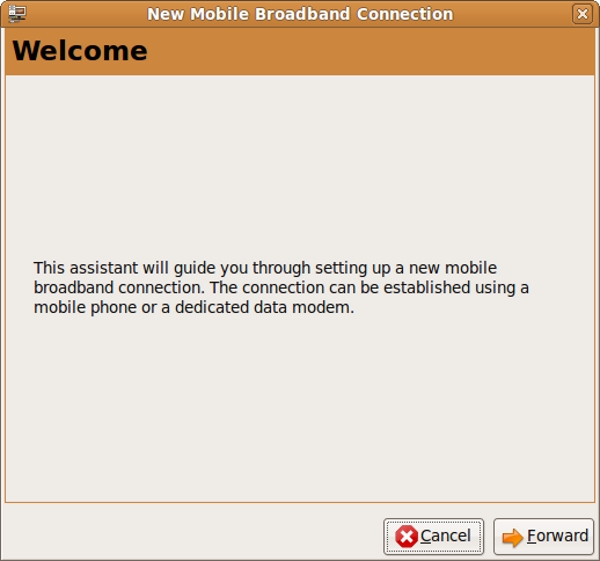 New Mobile Broadband Connection
Welcome
This assistant will guide you through setting up a new mobile
broadband connection. The connection can be established using a
mobile phone or a dedicated data modem.
Cancel
Forward